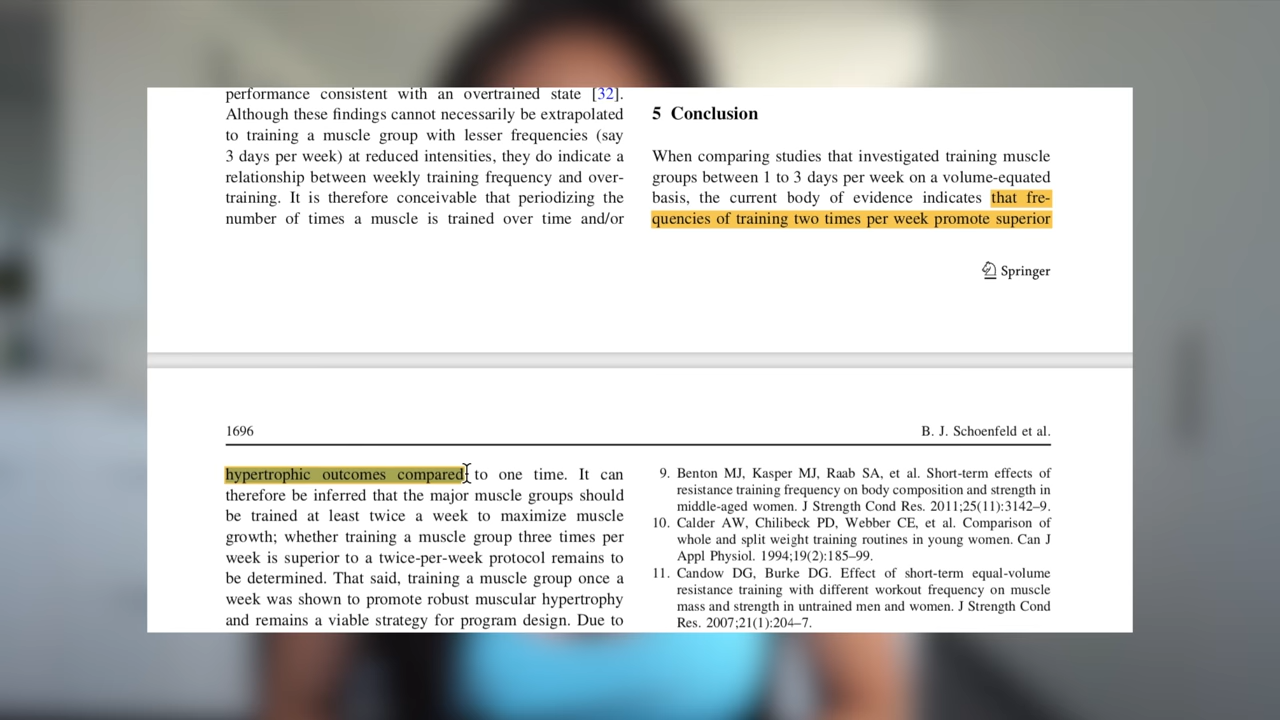 performance consistent with an overtrained state [32].
Although these findings cannot necessarily be extrapolated
to training a muscle group with lesser frequencies (say
3 days per week) at reduced intensities, they do indicate a
relationship between weekly training frequency and over-
training. It is therefore conceivable that periodizing the
number of times a muscle is trained over time and/or
5 Conclusion
When comparing studies that investigated training muscle
groups between 1 to 3 days per week on a volume-equated
basis, the current body of evidence indicates that fre-
quencies of training two times per week promote superior
Springer
1696
B. J. Schoenfeld et al.
hypertrophic outcomes compared to one time. It can
therefore be inferred that the major muscle groups should
be trained at least twice a week to maximize muscle
growth; whether training a muscle group three times per
week is superior to a twice-per-week protocol remains to
be determined. That said, training a muscle group once a
week was shown to promote robust muscular hypertrophy
and remains a viable strategy for program design. Due to
9. Benton MJ, Kasper MJ, Raab SA, et al. Short-term effects of
resistance training frequency on body composition and strength in
middle-aged women. J Strength Cond Res. 2011;25(11):3142–9.
10. Calder AW, Chilibeck PD, Webber CE, et al. Comparison of
whole and split weight training routines in young women. Can J
Appl Physiol. 1994;19(2):185–99.
11. Candow DG, Burke DG. Effect of short-term equal-volume
resistance training with different workout frequency on muscle
mass and strength in untrained men and women. J Strength Cond
Res. 2007;21(1):204–7.